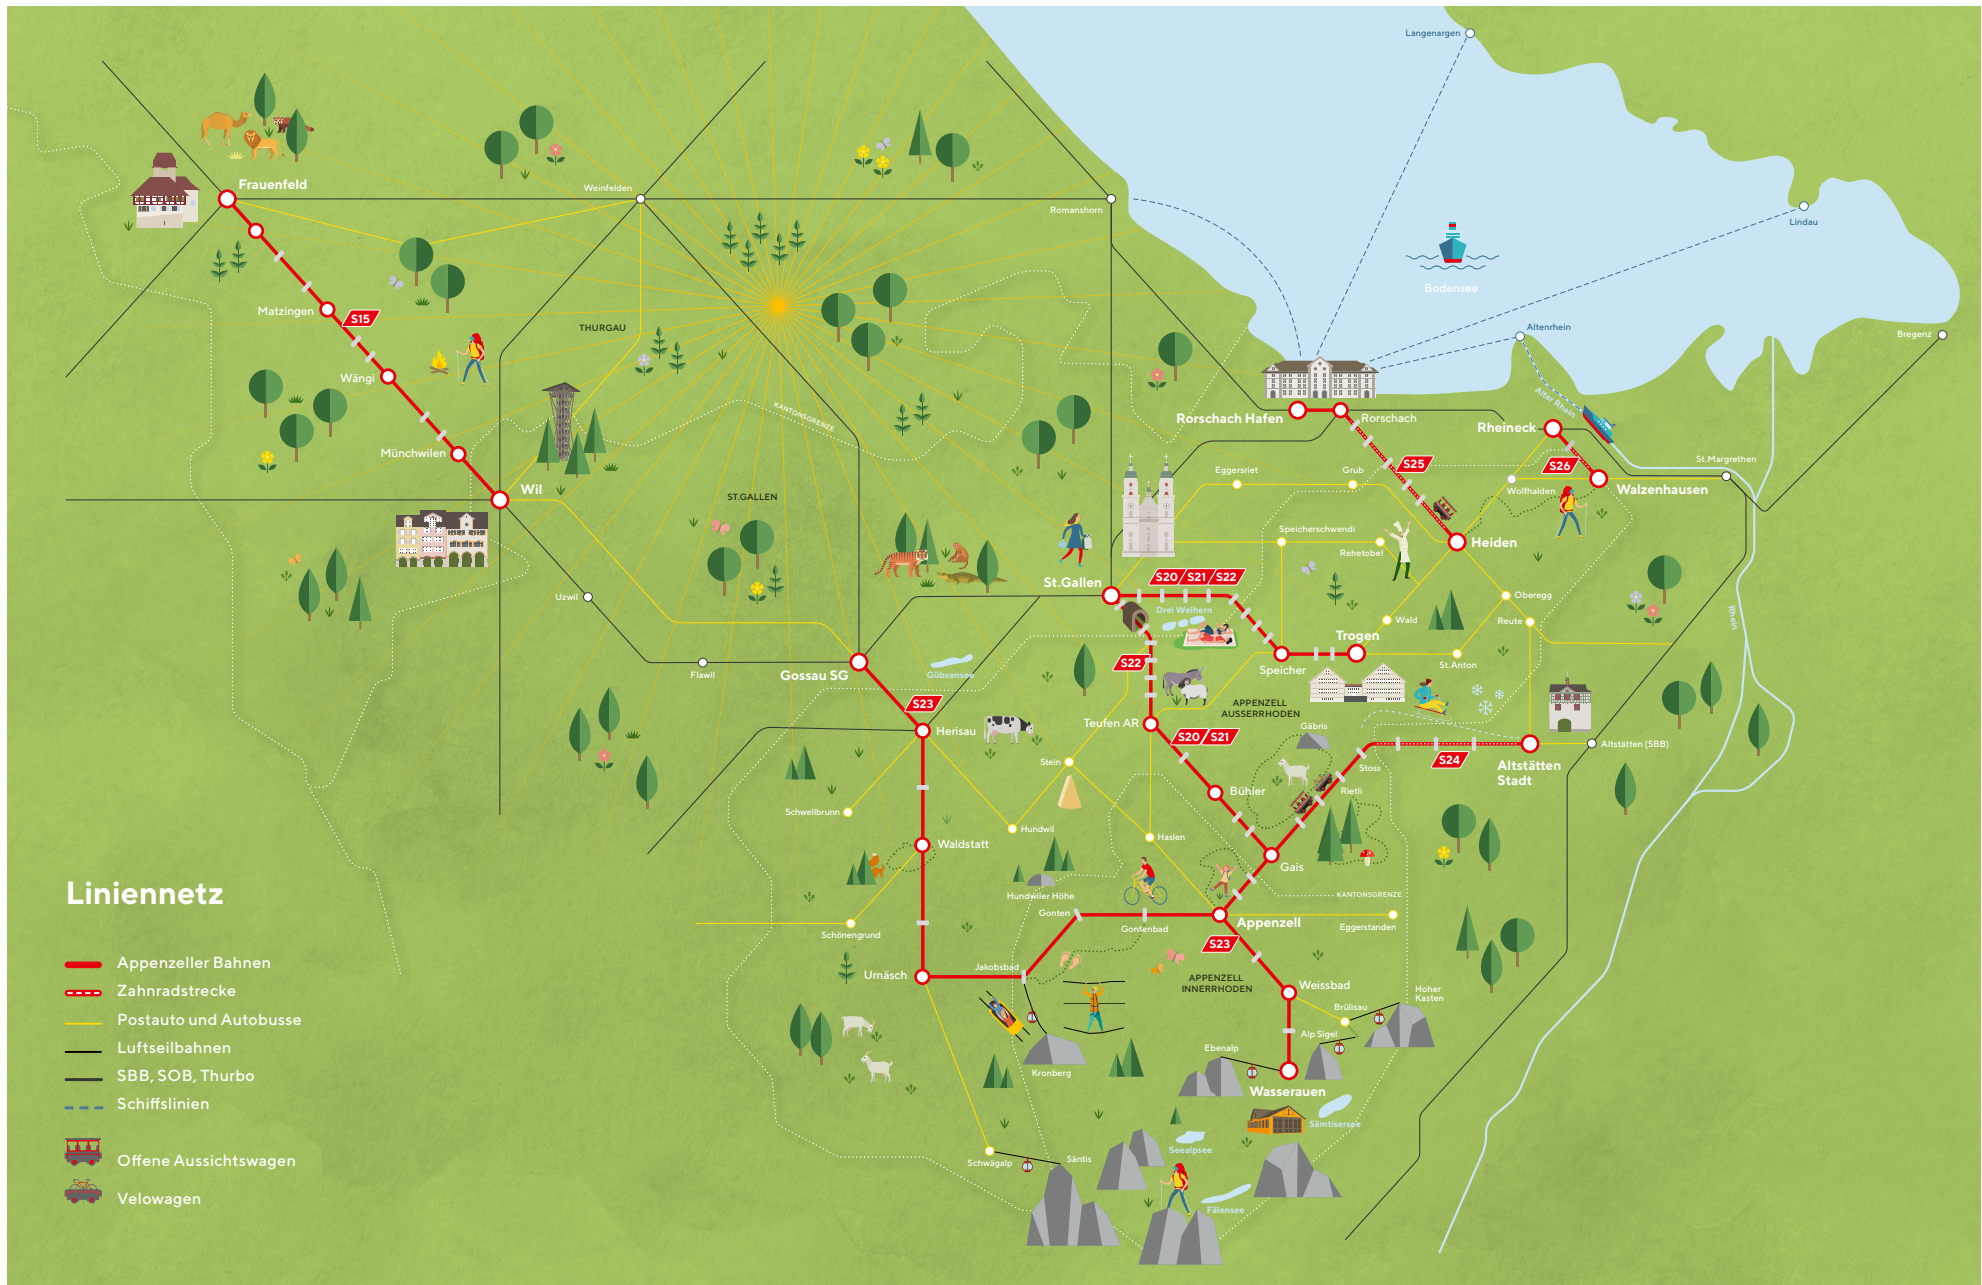 Langenargen
Frauenfeld
Weinfelden
Romanshorn
Lindau
Bodensee
Matzingen
S15
THURGAU
Altenrhein
Bregenz
Wängi
Alter Rhein
KANTONSGRENZE
Rorschach Hafen
Rorschach
Rheineck
Münchwilen
Wil
ST.GALLEN
Eggersriet
Grub
S25
S26
St.Margrethen
Wolfhalden
Walzenhausen
Speicherschwendi
Rehetobel
Heiden
Uzwil
St.Gallen
S20
S21
S22
Drei Weihern
Oberegg
Wald
Reute
Rhein
Trogen
Speicher
St.Anton
S22
Flawil
Gossau SG
Gübsensee
S23
Herisau
APPENZELL
AUSSERRHODEN
Teufen AR
S20
S21
Gäbris
Altstätten (SBB)
Stoss
S24
Altstätten
Stadt
Stein
Bühler
Rietli
Schwellbrunn
Hundwil
Haslen
Waldstatt
Gais
Hundwiler Höhe
KANTONSGRENZE
Gonten
Gontenbad
Appenzell
Eggerstanden
Schönengrund
S23
Urnäsch
Jakobsbad
APPENZELL
INNERRHODEN
Weissbad
Hoher
Kasten
Brülisau
Alp Sigel
Ebenalp
Kronberg
Wasserauen
Sämtisersee
Seealpsee
Schwägalp
Säntis
Fälensee
Liniennetz
Appenzeller Bahnen
Zahnradstrecke
Postauto und Autobusse
Luftseilbahnen
SBB, SOB, Thurbo
Schiffslinien
Offene Aussichtswagen
Velowagen